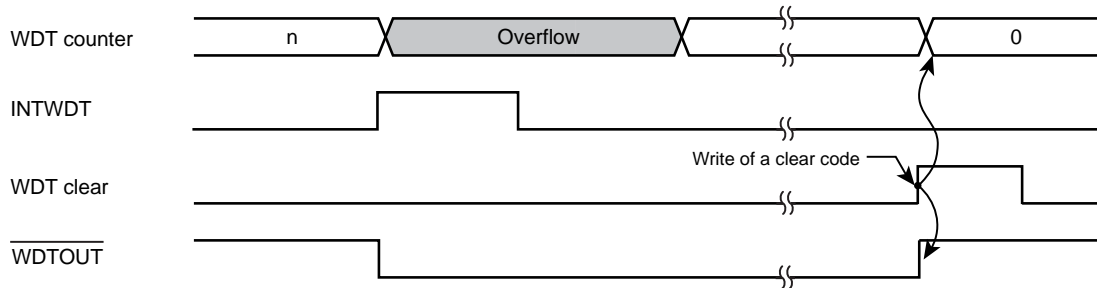 WDT counter
n
Overflow
0
INTWDT
Write of a clear code
WDT clear
WDTOUT